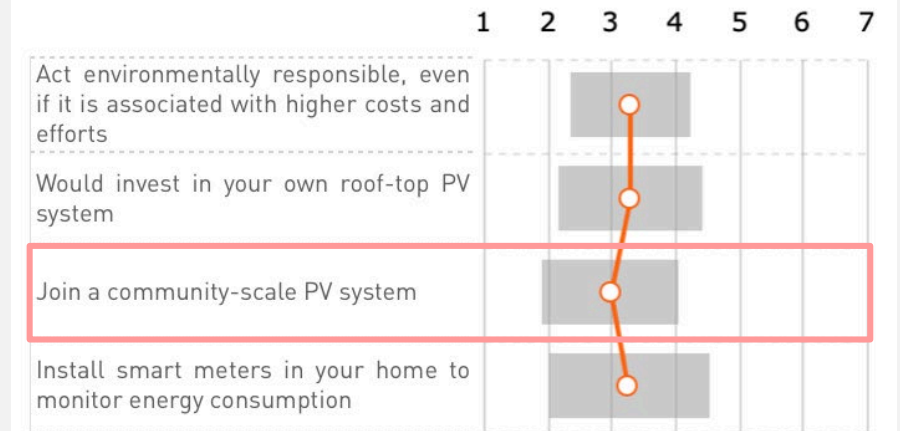 1 2 3 4 5 6 7
Act environmentally responsible, even
if it is associated with higher costs and
efforts
Would invest in your own roof-top PV
system
Join a community-scale PV system
Install smart meters in your home to
monitor energy consumption